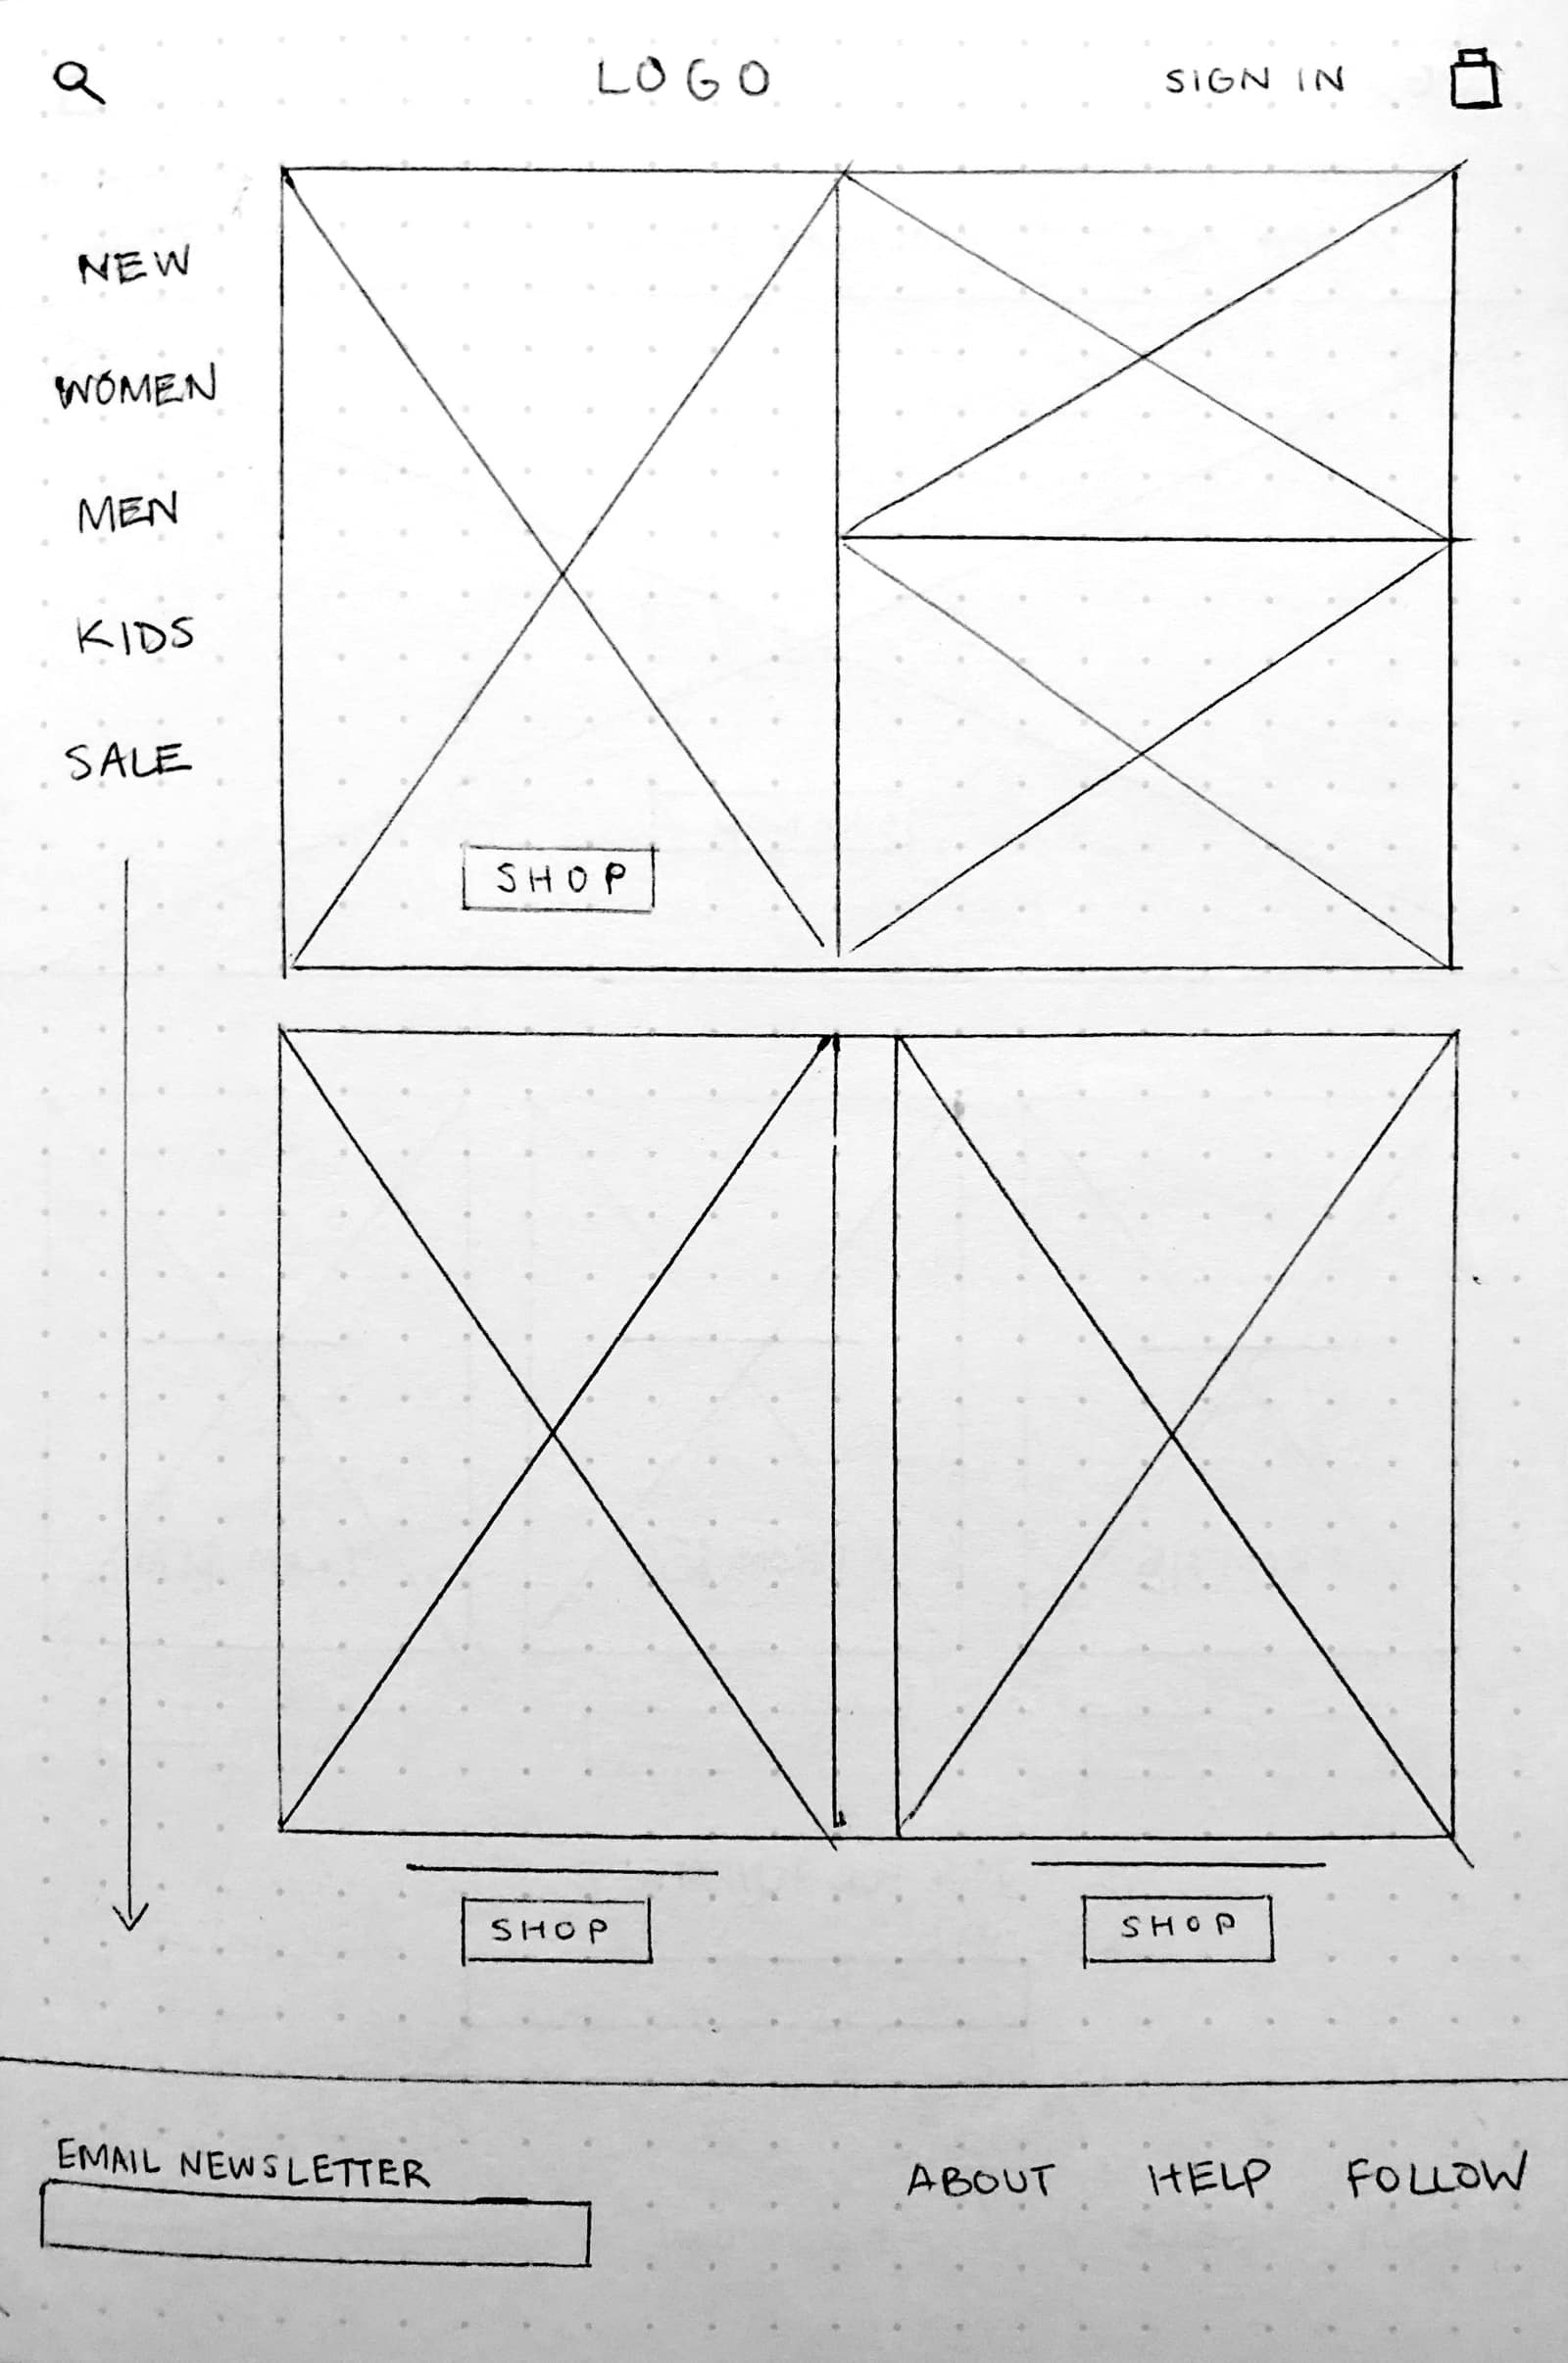 LOGO
SIGN IN
NEW
WOMEN
MEN
KIDS
SALE
SHOP
SHOP
SHOP
EMAIL NEWSLETTER
ABOUT HELP FOLLOW